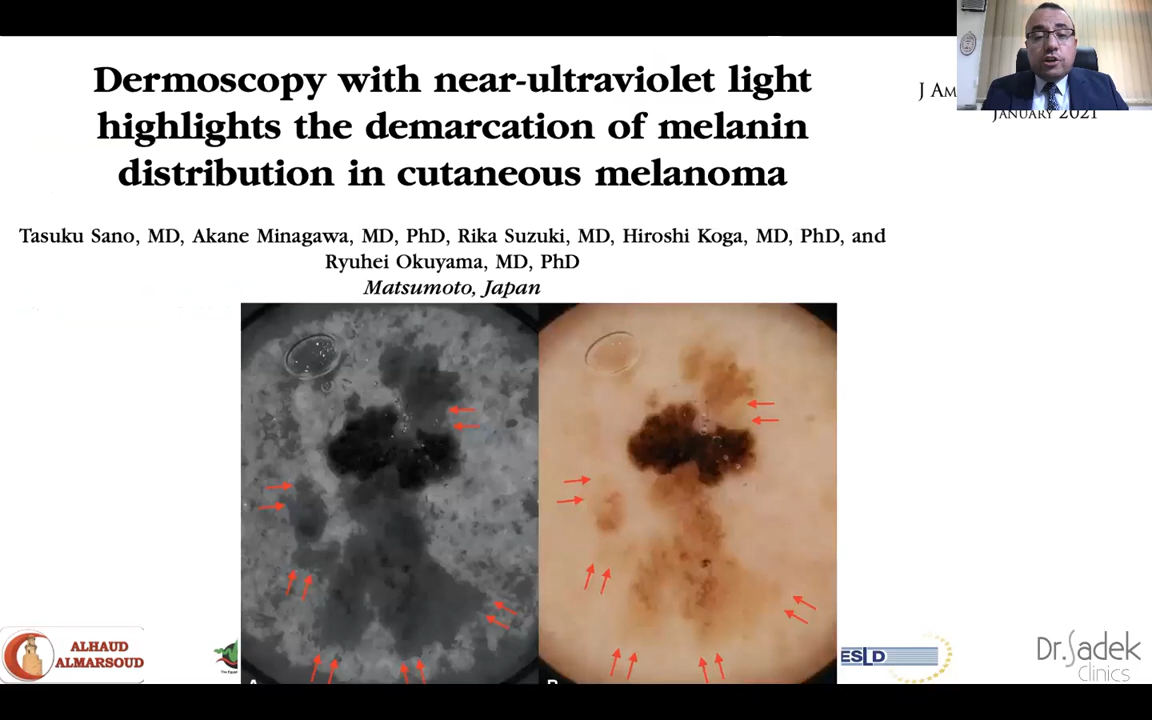 Dermoscopy with near-ultraviolet light
highlights the demarcation of melanin
distribution in cutaneous melanoma
J AM
JANUARY 2021
Tasuku Sano, MD, Akane Minagawa, MD, PhD, Rika Suzuki, MD, Hiroshi Koga, MD, PhD, and
Ryuhei Okuyama, MD, PhD
Matsumoto, Japan
ALHAUD
ALMARSOUD
ESLD
Dr.Sadek
Clinics